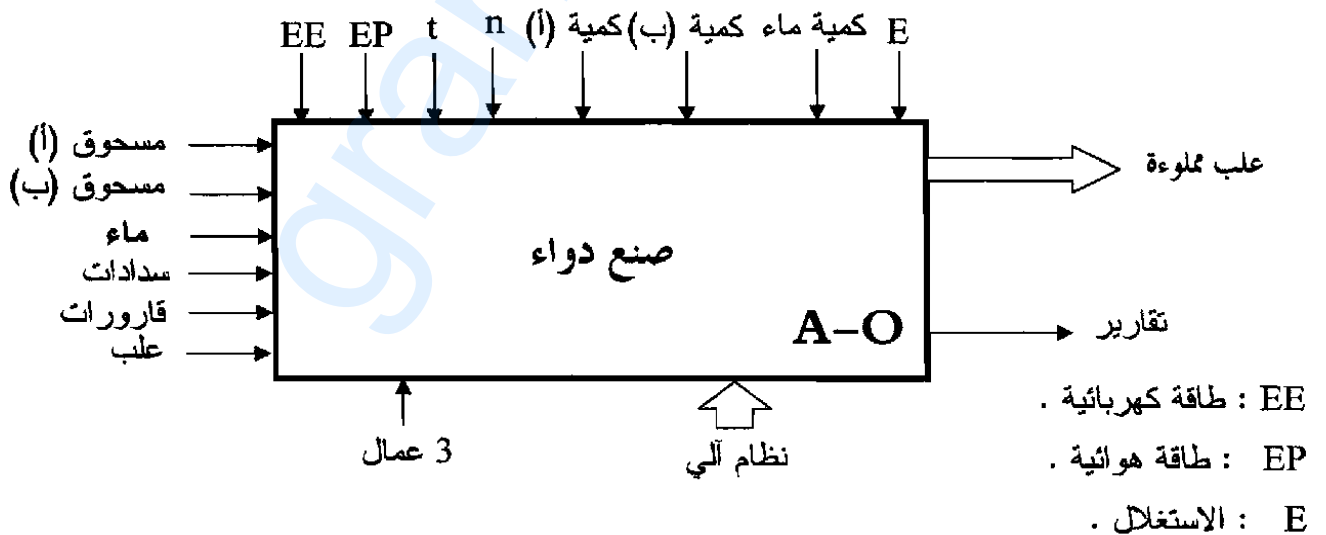 EE EP t n كمية (أ) كمية (ب) كمية ماء E
مسحوق (أ)
مسحوق (ب)
ماء
سدادات
قارورات
علب
صنع دواء
A-O
علب مملوءة
تقارير
3 عمال
نظام آلي
EE : طاقة كهربائية .
EP : طاقة هوائية .
E : الاستغلال .